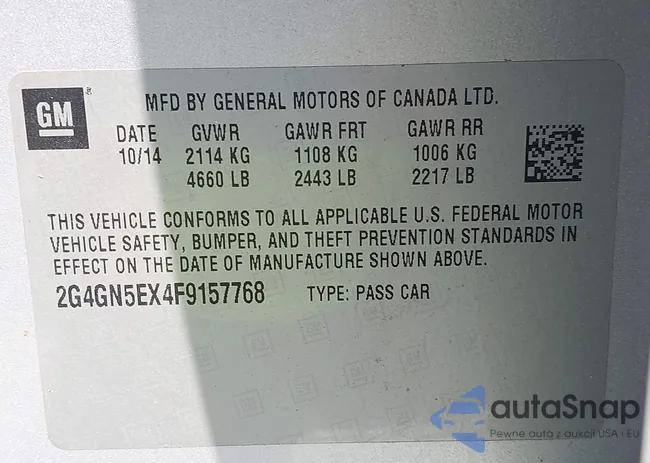 GM
MFD BY GENERAL MOTORS OF CANADA LTD.
DATE GVWR GAWR FRT GAWR RR
10/14 2114 KG 1108 KG 1006 KG
4660 LB 2443 LB 2217 LB
THIS VEHICLE CONFORMS TO ALL APPLICABLE U.S. FEDERAL MOTOR
VEHICLE SAFETY, BUMPER, AND THEFT PREVENTION STANDARDS IN
EFFECT ON THE DATE OF MANUFACTURE SHOWN ABOVE.
2G4GN5EX4F9157768 TYPE: PASS CAR
autaSnap
Pewne auto z aukcji USA i EU